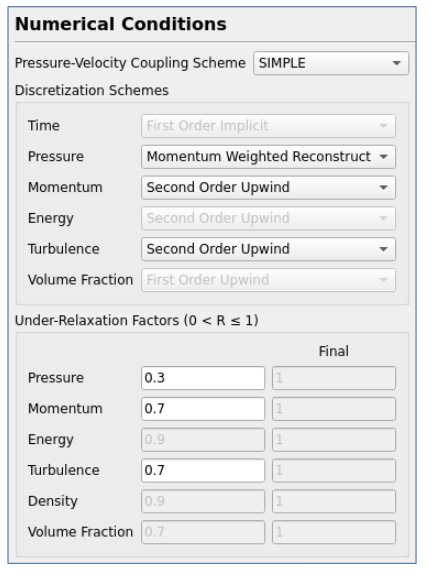 Numerical Conditions
Pressure-Velocity Coupling Scheme SIMPLE
Discretization Schemes
Time First Order Implicit
Pressure Momentum Weighted Reconstruct
Momentum Second Order Upwind
Energy Second Order Upwind
Turbulence Second Order Upwind
Volume Fraction First Order Upwind
Under-Relaxation Factors (0 < R ≤ 1)
Final
Pressure 0.3 1
Momentum 0.7 1
Energy 0.9 1
Turbulence 0.7 1
Density 0.9 1
Volume Fraction 0.7 1